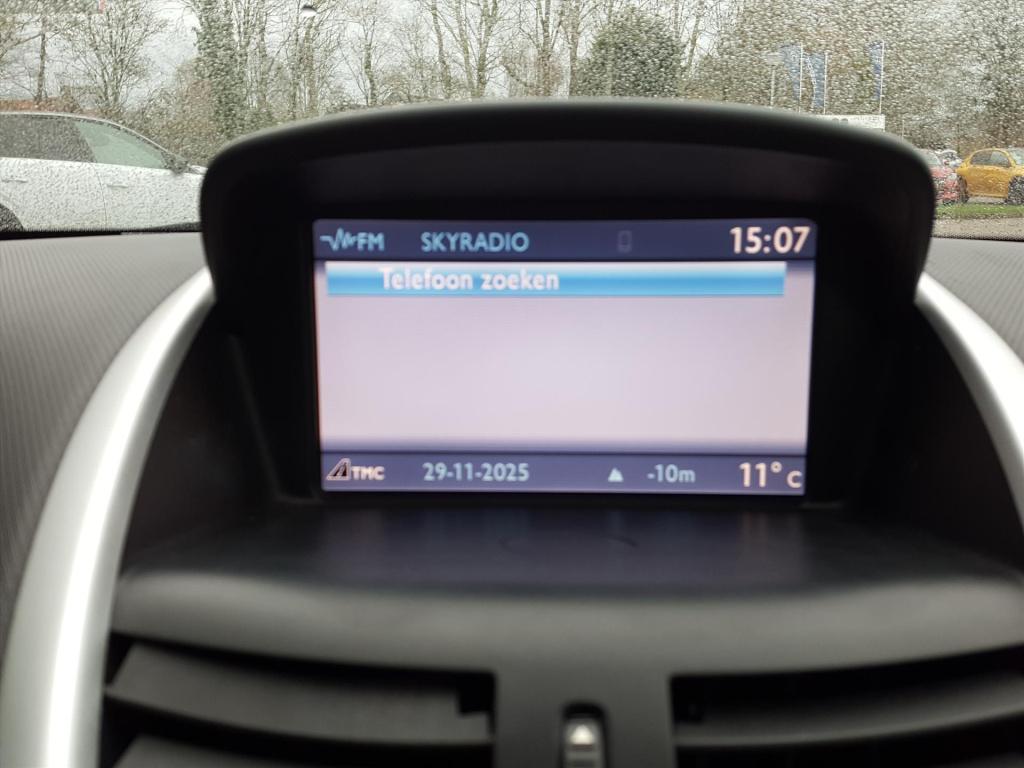 FM SKYRADIO 15:07
Telefoon zoeken
TMC 29-11-2025 -10m 11° C